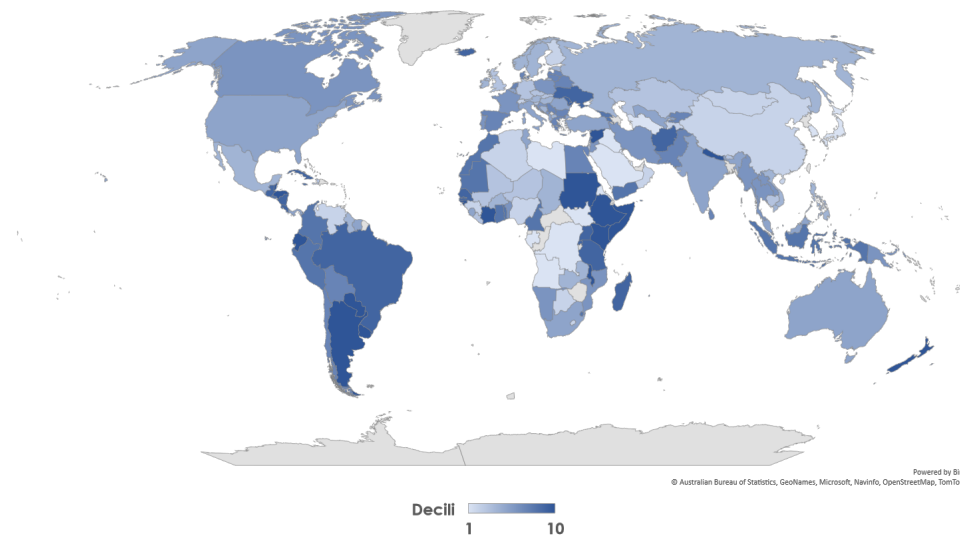 Powered by Bi
© Australian Bureau of Statistics, GeoNames, Microsoft, Navinfo, OpenStreetMap, TomTo
Decili
1 10